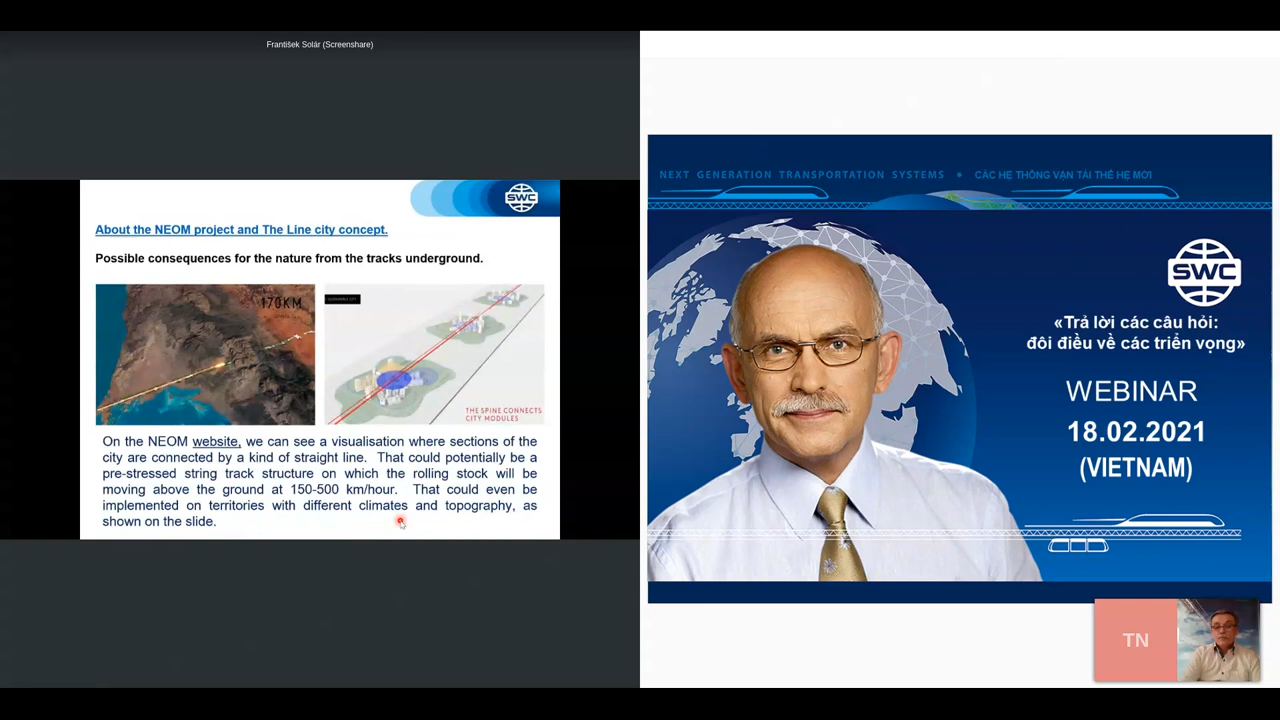 František Solár (Screenshare)
SWC
About the NEOM project and The Line city concept.
Possible consequences for the nature from the tracks underground.
170KM
THE SPINE CONNECTS
CITY MODULES
On the NEOM website, we can see a visualisation where sections of the
city are connected by a kind of straight line. That could potentially be a
pre-stressed string track structure on which the rolling stock will be
moving above the ground at 150-500 km/hour. That could even be
implemented on territories with different climates and topography, as
shown on the slide.
NEXT GENERATION TRANSPORTATION SYSTEMS • CÁC HỆ THỐNG VẬN TẢI THẾ HỆ MỚI
SWC
«Trả lời các câu hỏi:
đôi điều về các triển vọng»
WEBINAR
18.02.2021
(VIETNAM)
TN